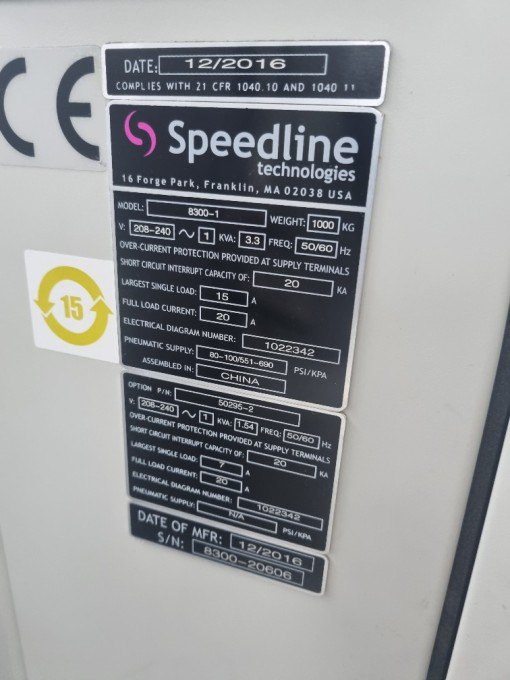 CE
DATE: 12/2016
COMPLIES WITH 21 CFR 1040.10 AND 1040 11
Speedline
technologies
16 Forge Park, Franklin, MA 02038 USA
MODEL: 8300-1 WEIGHT: 1000 KG
V: 208-240 ~ 1 KVA: 3.3 FREQ: 50/60 Hz
OVER-CURRENT PROTECTION PROVIDED AT SUPPLY TERMINALS
SHORT CIRCUIT INTERRUPT CAPACITY OF: 20 KA
LARGEST SINGLE LOAD: 15 A
FULL LOAD CURRENT: 20 A
ELECTRICAL DIAGRAM NUMBER: 1022342
PNEUMATIC SUPPLY: 80-100/551-690 PSI/KPA
ASSEMBLED IN: CHINA
15
OPTION P/N: 50295-2
V: 208-240 ~ 1 KVA: 1.54 FREQ: 50/60 Hz
OVER-CURRENT PROTECTION PROVIDED AT SUPPLY TERMINALS
SHORT CIRCUIT INTERRUPT CAPACITY OF: 20 KA
LARGEST SINGLE LOAD: 7 A
FULL LOAD CURRENT: 20 A
ELECTRICAL DIAGRAM NUMBER: 1022342
PNEUMATIC SUPPLY: N/A PSI/KPA
DATE OF MFR: 12/2016
S/N: 8300-20606